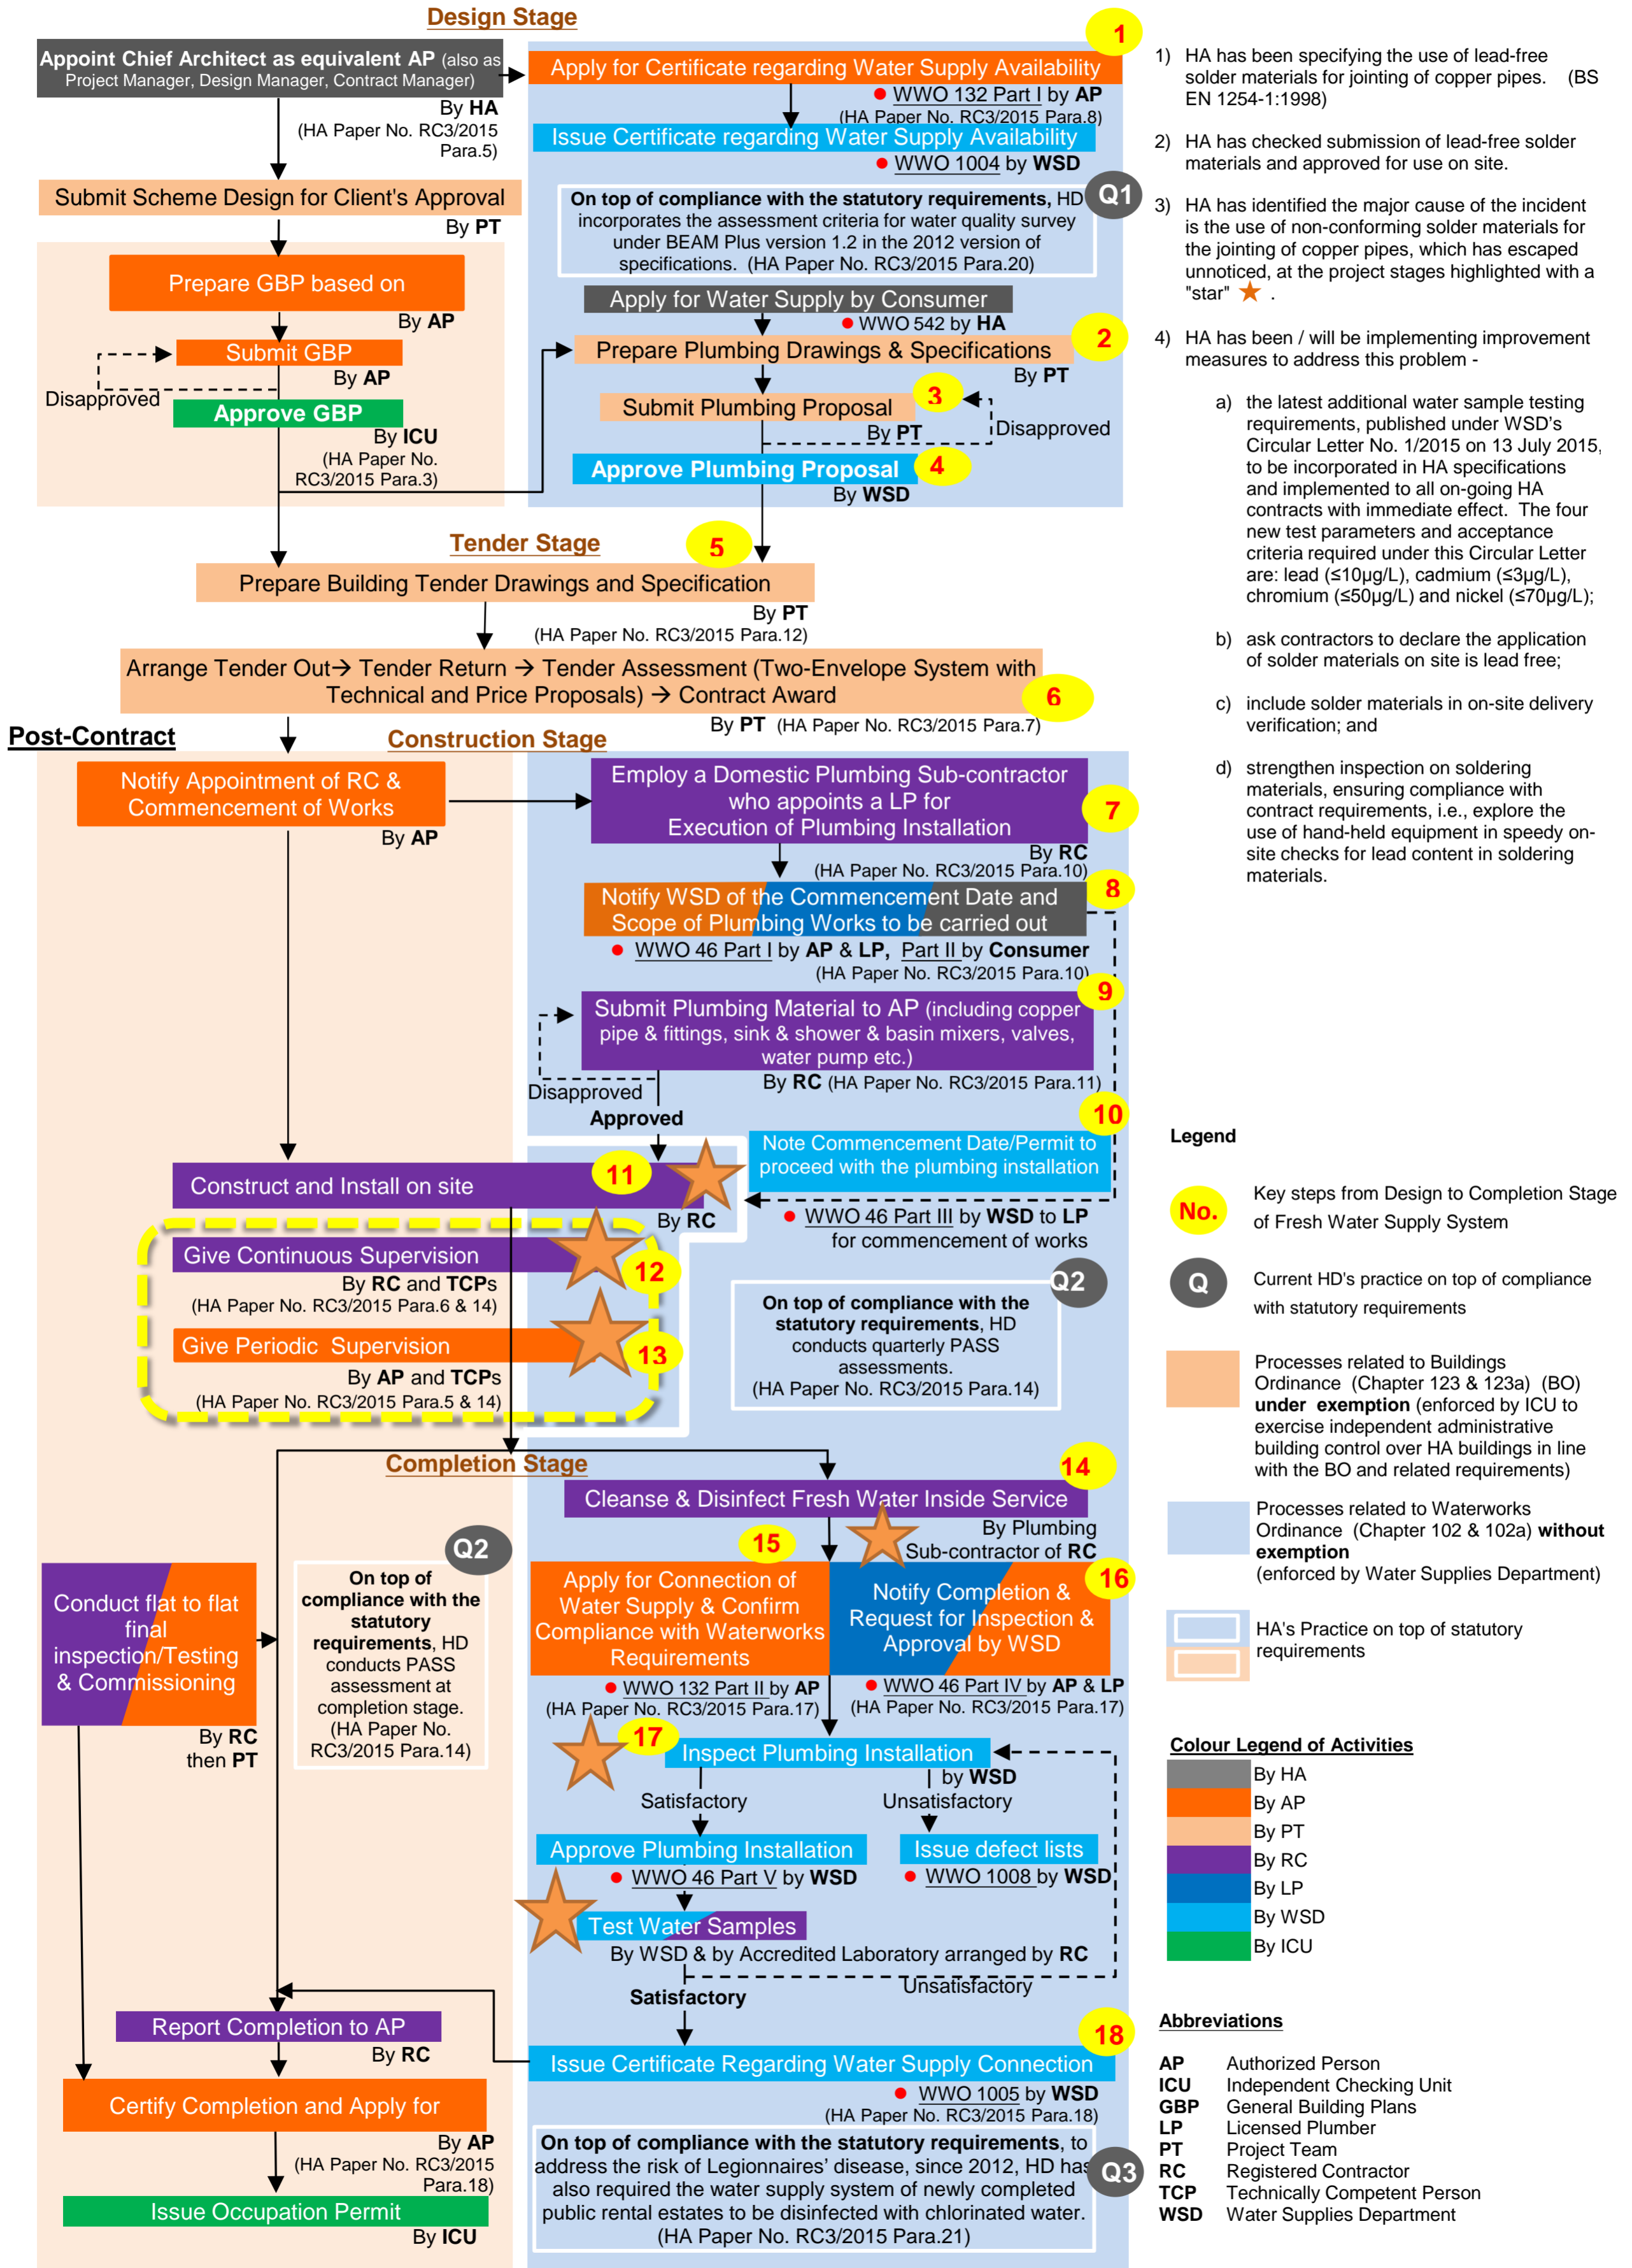 Design Stage
Appoint Chief Architect as equivalent AP (also as
Project Manager, Design Manager, Contract Manager)
By HA
(HA Paper No. RC3/2015
Para.5)
Submit Scheme Design for Client's Approval
By PT
Prepare GBP based on
By AP
Submit GBP
By AP
Disapproved
Approve GBP
By ICU
(HA Paper No.
RC3/2015 Para.3)
1
Apply for Certificate regarding Water Supply Availability
● WWO 132 Part I by AP
(HA Paper No. RC3/2015 Para.8)
Issue Certificate regarding Water Supply Availability
● WWO 1004 by WSD
Q1
On top of compliance with the statutory requirements, HD
incorporates the assessment criteria for water quality survey
under BEAM Plus version 1.2 in the 2012 version of
specifications. (HA Paper No. RC3/2015 Para.20)
Apply for Water Supply by Consumer
● WWO 542 by HA
2
Prepare Plumbing Drawings & Specifications
By PT
3
Submit Plumbing Proposal
By PT
Disapproved
4
Approve Plumbing Proposal
By WSD
Tender Stage
5
Prepare Building Tender Drawings and Specification
By PT
(HA Paper No. RC3/2015 Para.12)
Arrange Tender Out→ Tender Return → Tender Assessment (Two-Envelope System with
Technical and Price Proposals) → Contract Award
6
By PT (HA Paper No. RC3/2015 Para.7)
Post-Contract
Construction Stage
Notify Appointment of RC &
Commencement of Works
By AP
Employ a Domestic Plumbing Sub-contractor
who appoints a LP for
Execution of Plumbing Installation
7
By RC
(HA Paper No. RC3/2015 Para.10)
8
Notify WSD of the Commencement Date and
Scope of Plumbing Works to be carried out
● WWO 46 Part I by AP & LP, Part II by Consumer
(HA Paper No. RC3/2015 Para.10)
9
Submit Plumbing Material to AP (including copper
pipe & fittings, sink & shower & basin mixers, valves,
water pump etc.)
By RC (HA Paper No. RC3/2015 Para.11)
Disapproved
Approved
10
Note Commencement Date/Permit to
proceed with the plumbing installation
● WWO 46 Part III by WSD to LP
for commencement of works
11
Construct and Install on site
By RC
Give Continuous Supervision
12
By RC and TCPs
(HA Paper No. RC3/2015 Para.6 & 14)
Give Periodic Supervision
13
By AP and TCPs
(HA Paper No. RC3/2015 Para.5 & 14)
Q2
On top of compliance with the
statutory requirements, HD
conducts quarterly PASS
assessments.
(HA Paper No. RC3/2015 Para.14)
Completion Stage
14
Cleanse & Disinfect Fresh Water Inside Service
By Plumbing
Sub-contractor of RC
15
Apply for Connection of
Water Supply & Confirm
Compliance with Waterworks
Requirements
● WWO 132 Part II by AP
(HA Paper No. RC3/2015 Para.17)
16
Notify Completion &
Request for Inspection &
Approval by WSD
● WWO 46 Part IV by AP & LP
(HA Paper No. RC3/2015 Para.17)
Conduct flat to flat
final
inspection/Testing
& Commissioning
By RC
then PT
Q2
On top of
compliance with the
statutory
requirements, HD
conducts PASS
assessment at
completion stage.
(HA Paper No.
RC3/2015 Para.14)
17
Inspect Plumbing Installation
by WSD
Satisfactory
Unsatisfactory
Approve Plumbing Installation
● WWO 46 Part V by WSD
Issue defect lists
● WWO 1008 by WSD
Test Water Samples
By WSD & by Accredited Laboratory arranged by RC
Unsatisfactory
Satisfactory
18
Issue Certificate Regarding Water Supply Connection
● WWO 1005 by WSD
(HA Paper No. RC3/2015 Para.18)
Report Completion to AP
By RC
Certify Completion and Apply for
By AP
(HA Paper No. RC3/2015
Para.18)
Issue Occupation Permit
By ICU
Q3
On top of compliance with the statutory requirements, to
address the risk of Legionnaires' disease, since 2012, HD has
also required the water supply system of newly completed
public rental estates to be disinfected with chlorinated water.
(HA Paper No. RC3/2015 Para.21)
1) HA has been specifying the use of lead-free
solder materials for jointing of copper pipes. (BS
EN 1254-1:1998)
2) HA has checked submission of lead-free solder
materials and approved for use on site.
3) HA has identified the major cause of the incident
is the use of non-conforming solder materials for
the jointing of copper pipes, which has escaped
unnoticed, at the project stages highlighted with a
"star" ★ .
4) HA has been / will be implementing improvement
measures to address this problem -
a) the latest additional water sample testing
requirements, published under WSD's
Circular Letter No. 1/2015 on 13 July 2015,
to be incorporated in HA specifications
and implemented to all on-going HA
contracts with immediate effect. The four
new test parameters and acceptance
criteria required under this Circular Letter
are: lead (≤10µg/L), cadmium (≤3µg/L),
chromium (≤50µg/L) and nickel (≤70µg/L);
b) ask contractors to declare the application
of solder materials on site is lead free;
c) include solder materials in on-site delivery
verification; and
d) strengthen inspection on soldering
materials, ensuring compliance with
contract requirements, i.e., explore the
use of hand-held equipment in speedy on-
site checks for lead content in soldering
materials.
Legend
No.
Key steps from Design to Completion Stage
of Fresh Water Supply System
Q
Current HD's practice on top of compliance
with statutory requirements
Processes related to Buildings
Ordinance (Chapter 123 & 123a) (BO)
under exemption (enforced by ICU to
exercise independent administrative
building control over HA buildings in line
with the BO and related requirements)
Processes related to Waterworks
Ordinance (Chapter 102 & 102a) without
exemption
(enforced by Water Supplies Department)
HA's Practice on top of statutory
requirements
Colour Legend of Activities
By HA
By AP
By PT
By RC
By LP
By WSD
By ICU
Abbreviations
AP Authorized Person
ICU Independent Checking Unit
GBP General Building Plans
LP Licensed Plumber
PT Project Team
RC Registered Contractor
TCP Technically Competent Person
WSD Water Supplies Department